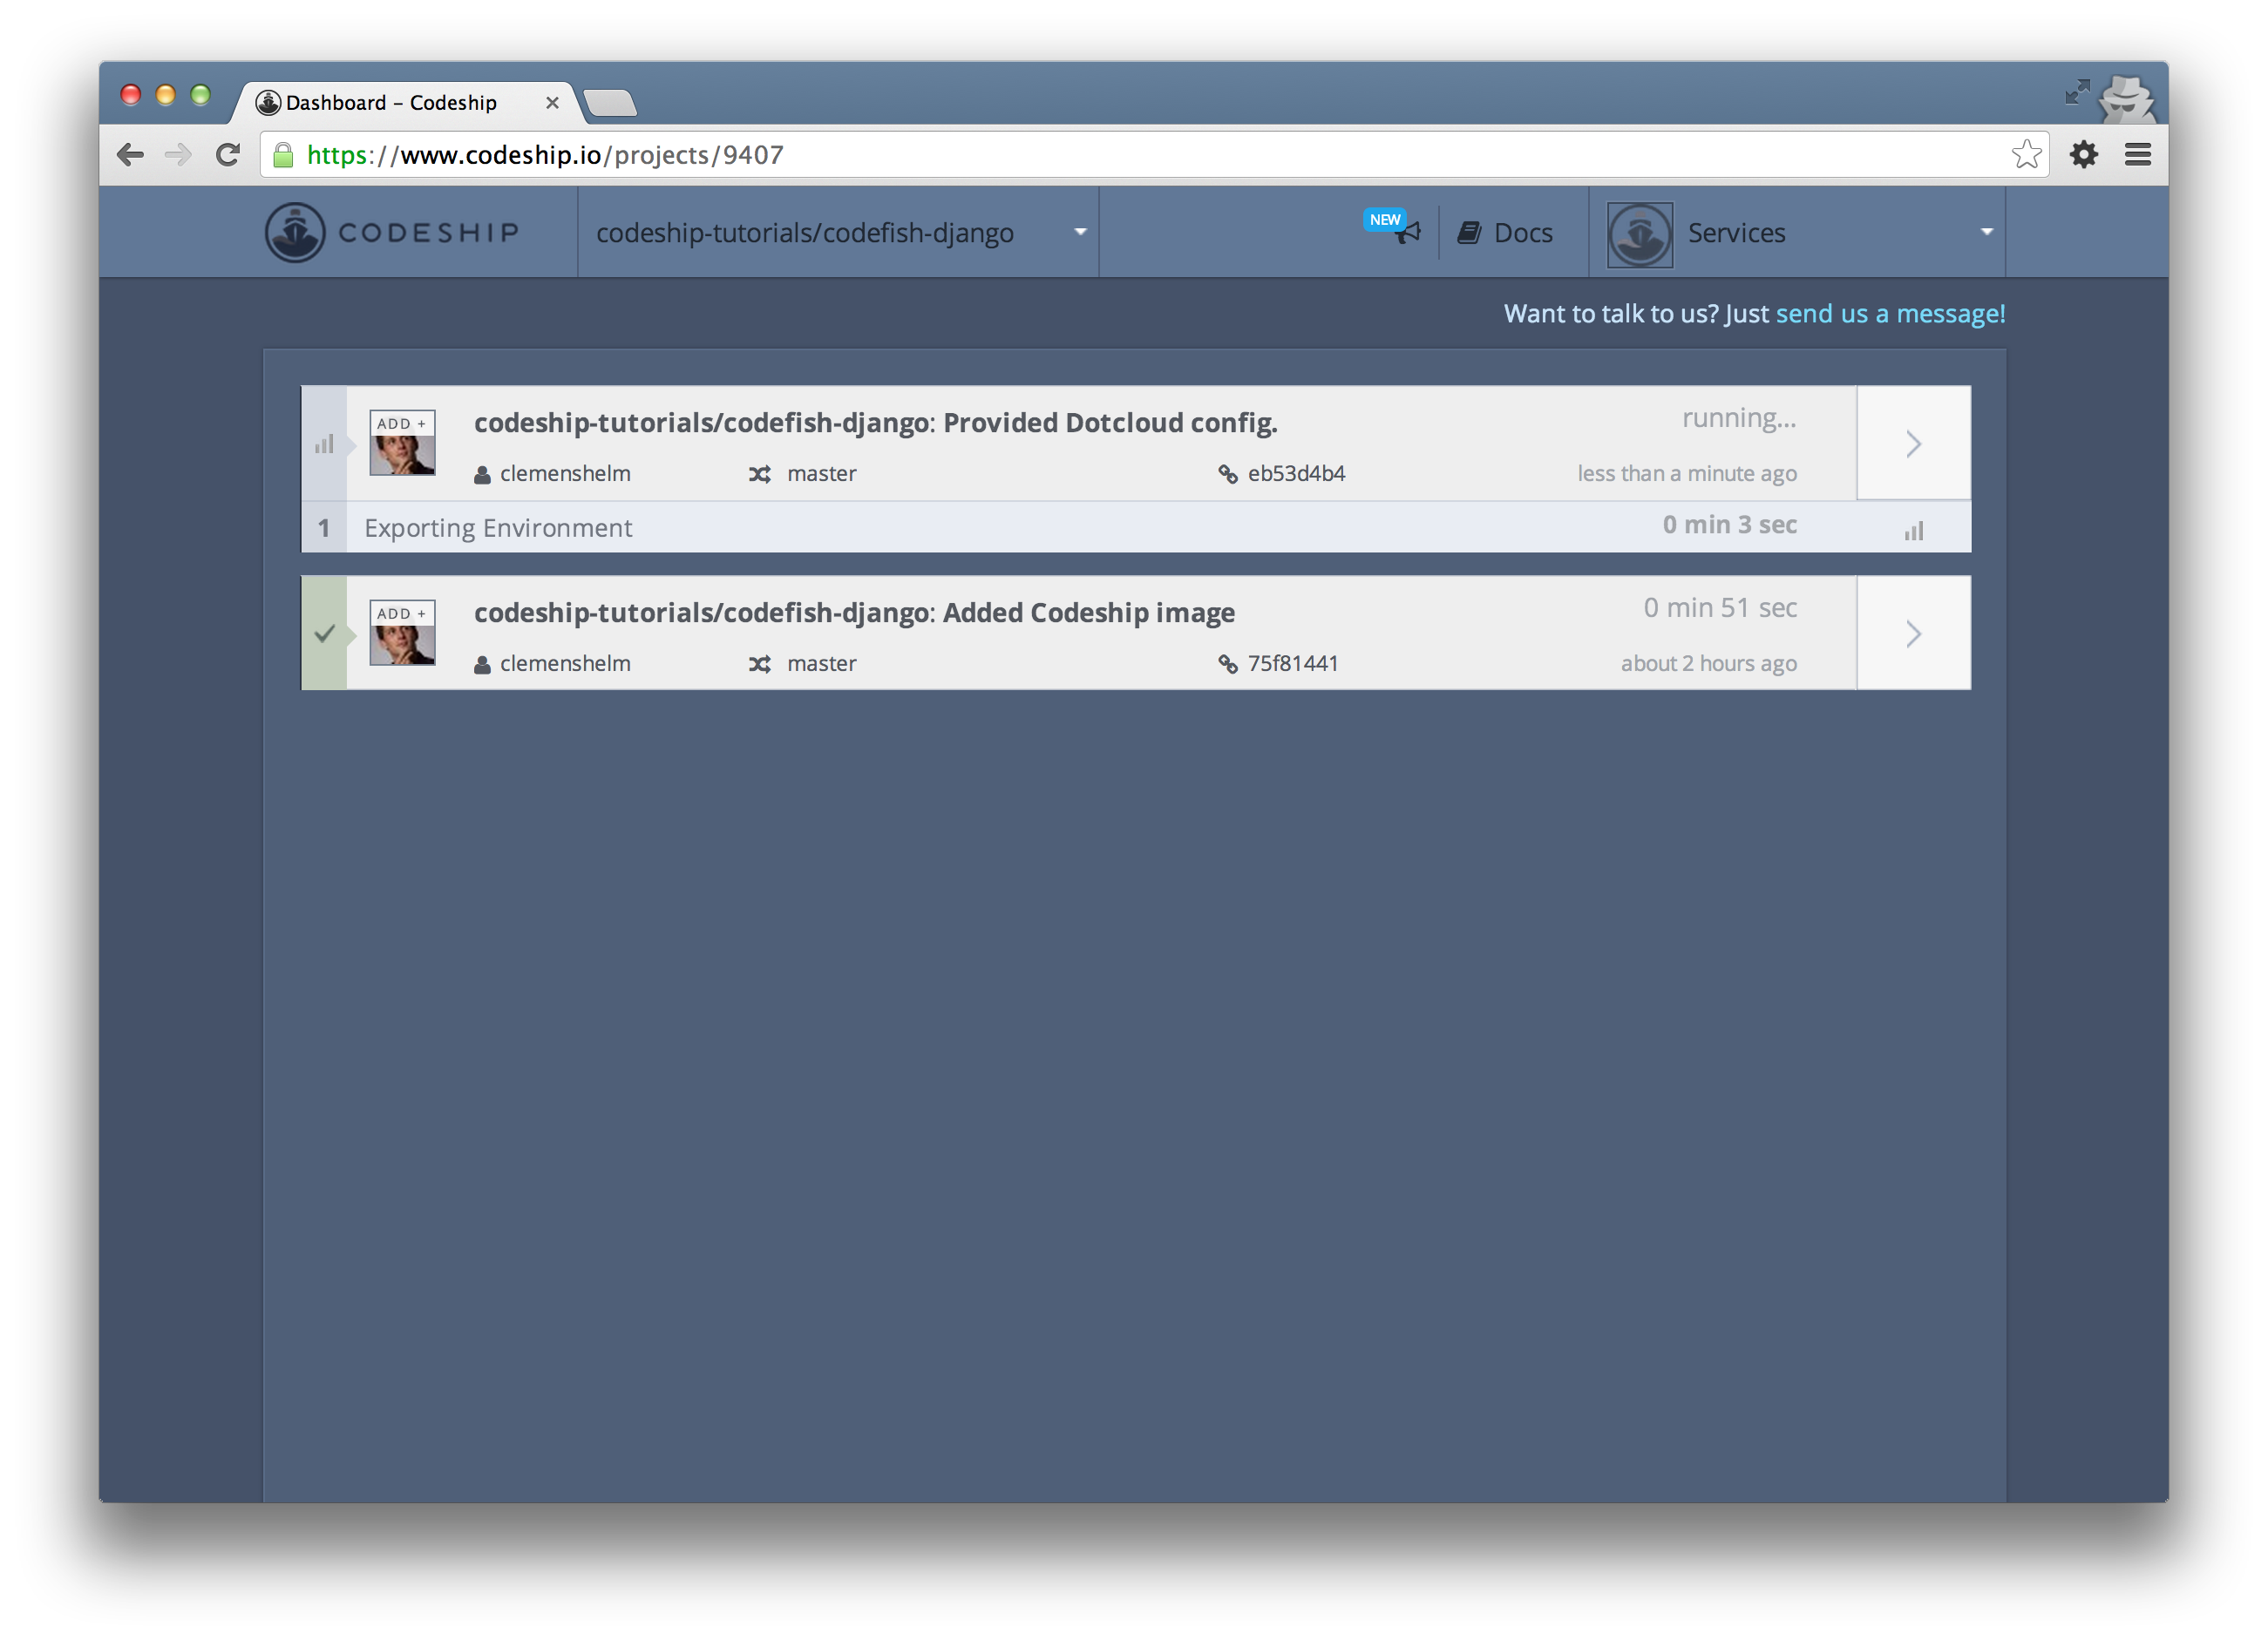 Dashboard – Codeship
https://www.codeship.io/projects/9407
CODESHIP
codeship-tutorials/codefish-django
NEW
Docs
Services
Want to talk to us? Just send us a message!
ADD +
codeship-tutorials/codefish-django: Provided Dotcloud config.
running...
clemenshelm
master
eb53d4b4
less than a minute ago
1 Exporting Environment
0 min 3 sec
ADD +
codeship-tutorials/codefish-django: Added Codeship image
0 min 51 sec
clemenshelm
master
75f81441
about 2 hours ago